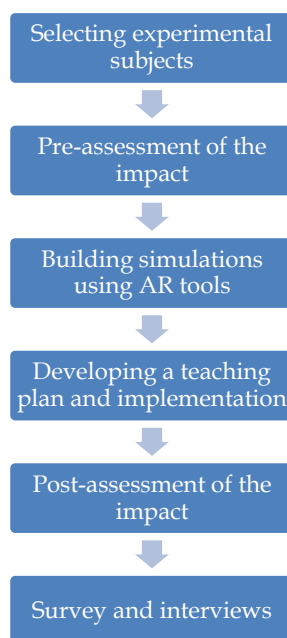 Selecting experimental
subjects
Pre-assessment of the
impact
Building simulations
using AR tools
Developing a teaching
plan and implementation
Post-assessment of the
impact
Survey and interviews